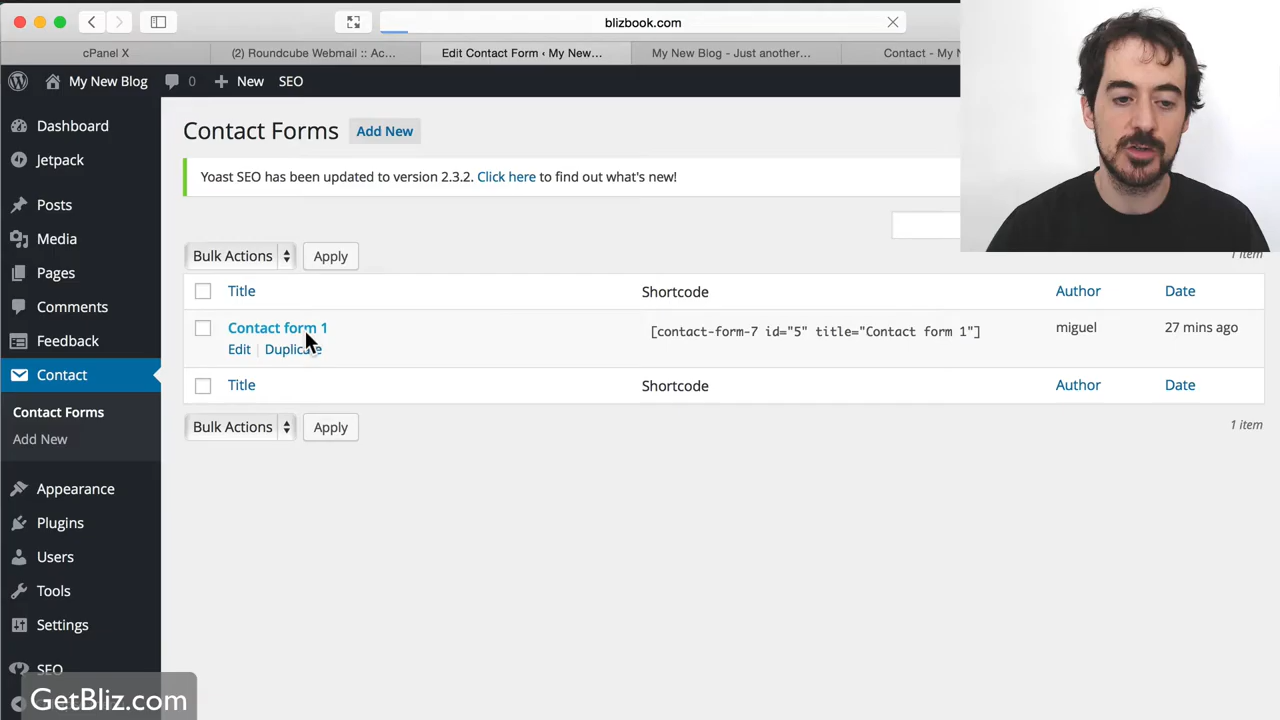 blizbook.com
cPanel X
(2) Roundcube Webmail :: Ac...
Edit Contact Form ‹ My New...
My New Blog - Just another...
Contact - My N
My New Blog
0
New
SEO
Dashboard
Jetpack
Posts
Media
Pages
Comments
Feedback
Contact
Contact Forms
Add New
Appearance
Plugins
Users
Tools
Settings
SEO
Contact Forms
Add New
Yoast SEO has been updated to version 2.3.2. Click here to find out what's new!
Bulk Actions
Apply
1 item
Title
Shortcode
Author
Date
Contact form 1
[contact-form-7 id="5" title="Contact form 1"]
miguel
27 mins ago
Edit | Duplicate
Title
Shortcode
Author
Date
Bulk Actions
Apply
1 item
GetBliz.com